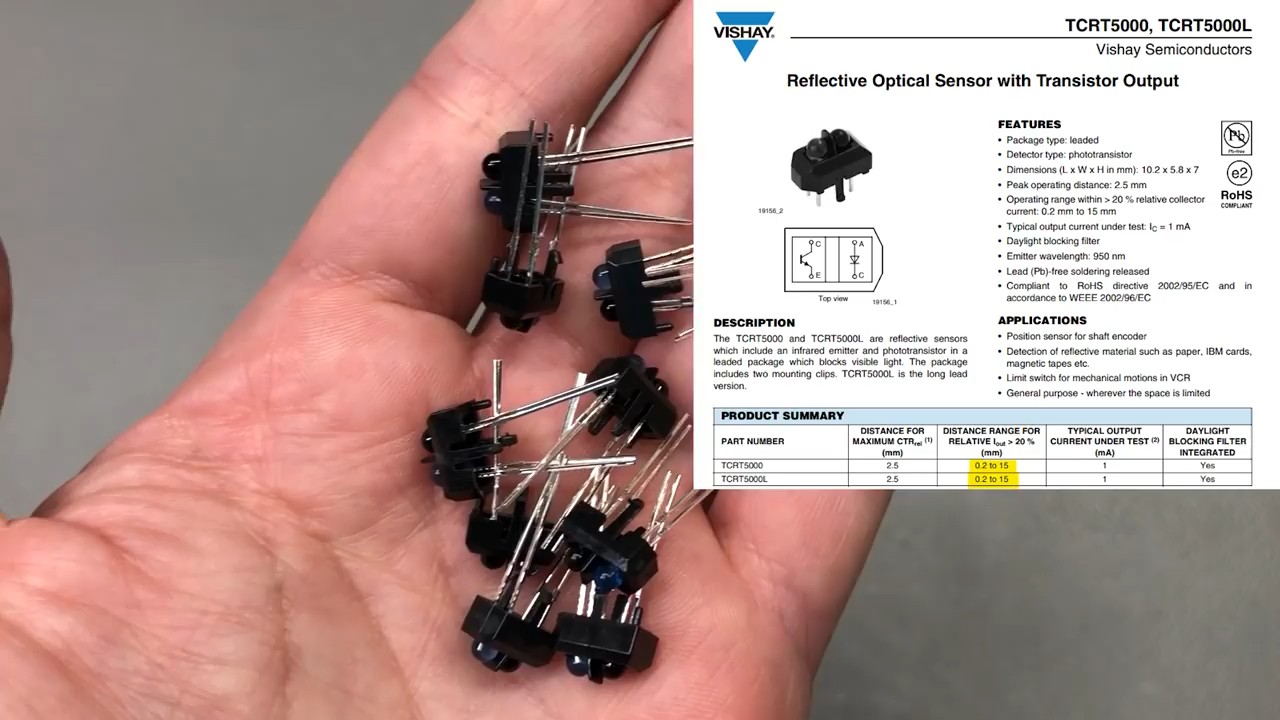 VISHAY.
TCRT5000, TCRT5000L
Vishay Semiconductors
Reflective Optical Sensor with Transistor Output
19156_2
C
A
E
C
Top view
19156_1
DESCRIPTION
The TCRT5000 and TCRT5000L are reflective sensors
which include an infrared emitter and phototransistor in a
leaded package which blocks visible light. The package
includes two mounting clips. TCRT5000L is the long lead
version.
FEATURES
• Package type: leaded
• Detector type: phototransistor
• Dimensions (L x W x H in mm): 10.2 x 5.8 x 7
• Peak operating distance: 2.5 mm
• Operating range within > 20 % relative collector
current: 0.2 mm to 15 mm
• Typical output current under test: IC = 1 mA
• Daylight blocking filter
• Emitter wavelength: 950 nm
• Lead (Pb)-free soldering released
• Compliant to RoHS directive 2002/95/EC and in
accordance to WEEE 2002/96/EC
Pb
Pb-free
e2
RoHS
COMPLIANT
APPLICATIONS
• Position sensor for shaft encoder
• Detection of reflective material such as paper, IBM cards,
magnetic tapes etc.
• Limit switch for mechanical motions in VCR
• General purpose - wherever the space is limited
PRODUCT SUMMARY
PART NUMBER
DISTANCE FOR
MAXIMUM CTRrel (1)
(mm)
DISTANCE RANGE FOR
RELATIVE Iout > 20 %
(mm)
TYPICAL OUTPUT
CURRENT UNDER TEST (2)
(mA)
DAYLIGHT
BLOCKING FILTER
INTEGRATED
TCRT5000 2.5 0.2 to 15 1 Yes
TCRT5000L 2.5 0.2 to 15 1 Yes